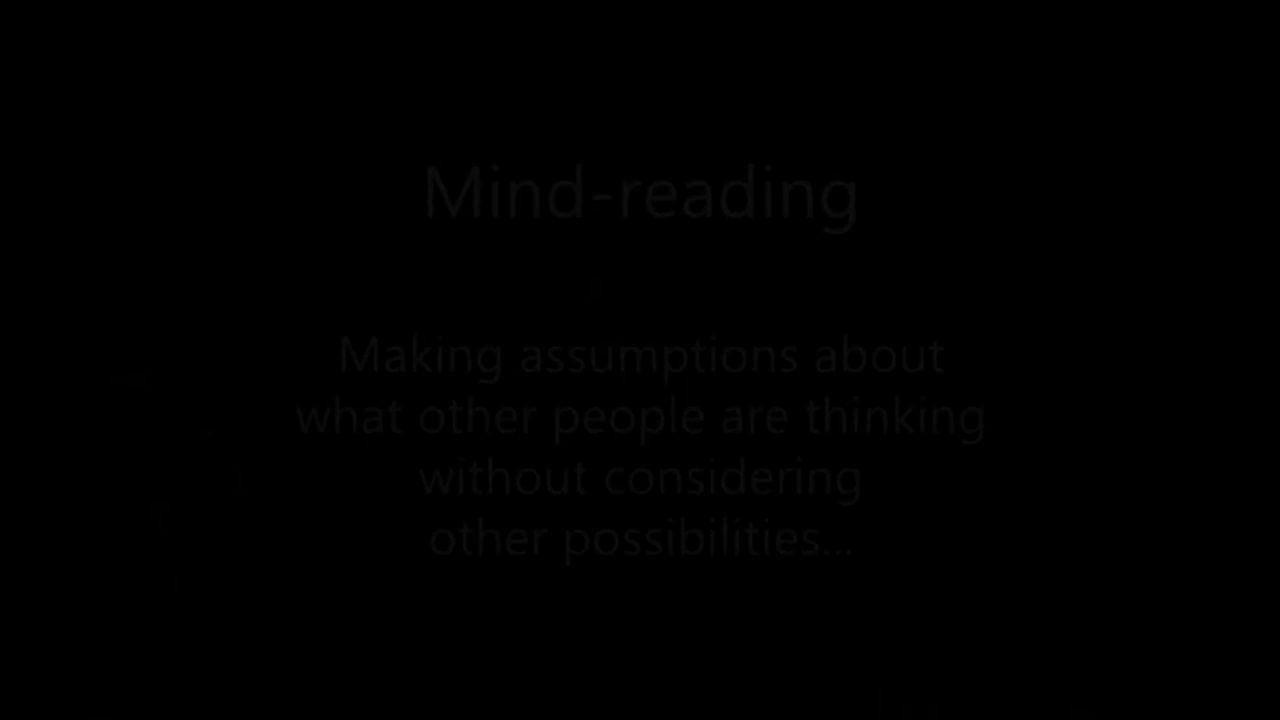 Mind-reading
Making assumptions about
what other people are thinking
without considering
other possibilities...